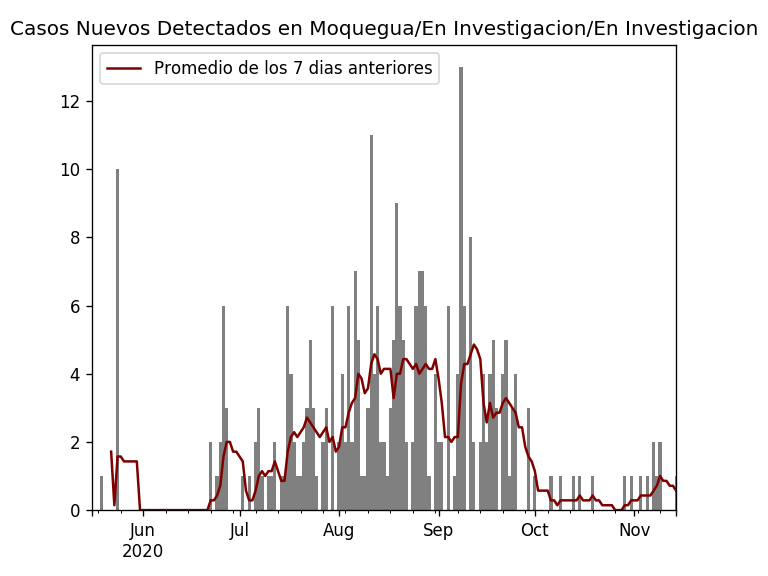 Casos Nuevos Detectados en Moquegua/En Investigacion/En Investigacion
Promedio de los 7 dias anteriores
12
10
8
6
4
2
0
Jun Jul Aug Sep Oct Nov
2020